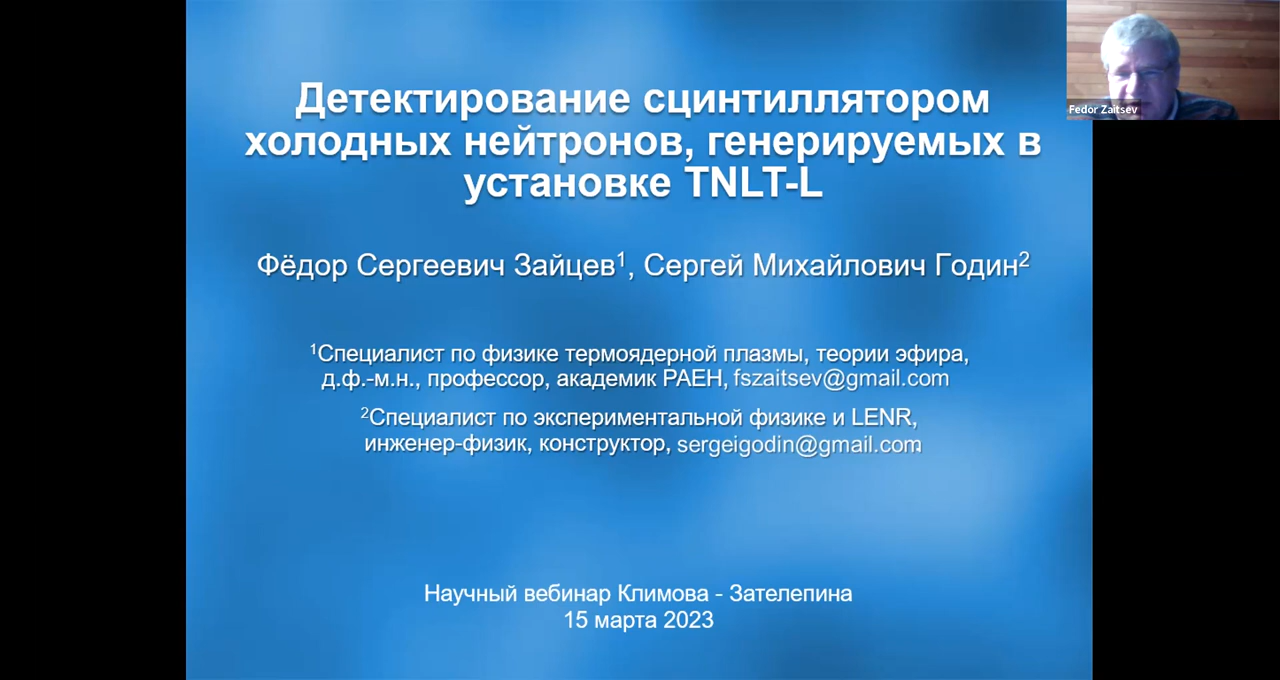 Детектирование сцинтиллятором
холодных нейтронов, генерируемых в
установке TNLT-L
Фёдор Сергеевич Зайцев¹, Сергей Михайлович Годин²
¹Специалист по физике термоядерной плазмы, теории эфира,
д.ф.-м.н., профессор, академик РАЕН, fszaitsev@gmail.com
²Специалист по экспериментальной физике и LENR,
инженер-физик, конструктор, sergeigodin@gmail.com
Научный вебинар Климова - Зателепина
15 марта 2023
Fedor Zaitsev